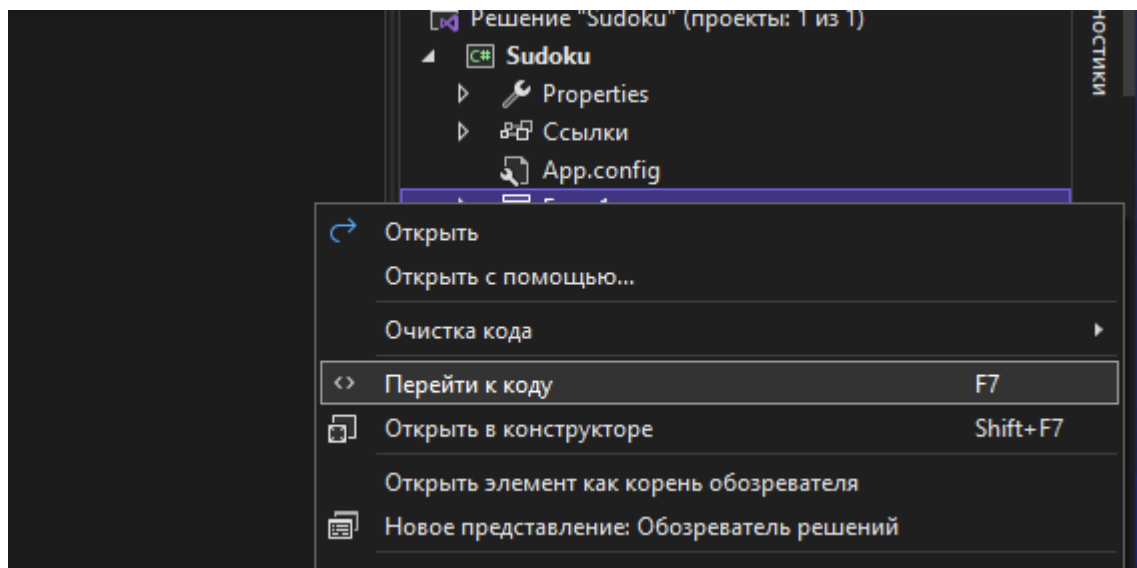 Решение "Sudoku" (проекты: 1 из 1)
C# Sudoku
Properties
Ссылки
App.config
Открыть
Открыть с помощью...
Очистка кода
Перейти к коду F7
Открыть в конструкторе Shift+F7
Открыть элемент как корень обозревателя
Новое представление: Обозреватель решений
ностики